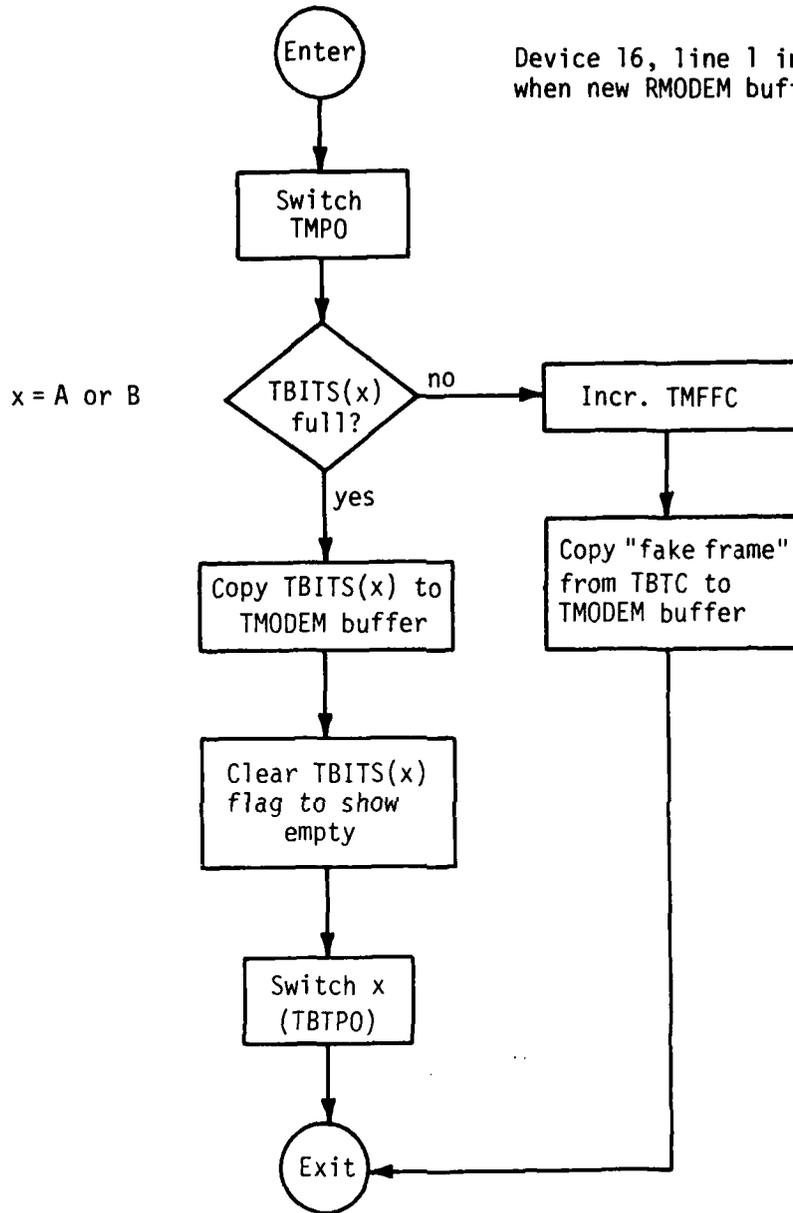 Enter
Device 16, line 1
when new RMODEM
Switch
TMPO
x = A or B
TBITS(x)
full?
no
Incr. TMFFC
yes
Copy TBITS(x) to
TMODEM buffer
Copy "fake frame"
from TBTC to
TMODEM buffer
Clear TBITS(x)
flag to show
empty
Switch x
(TBTPO)
Exit